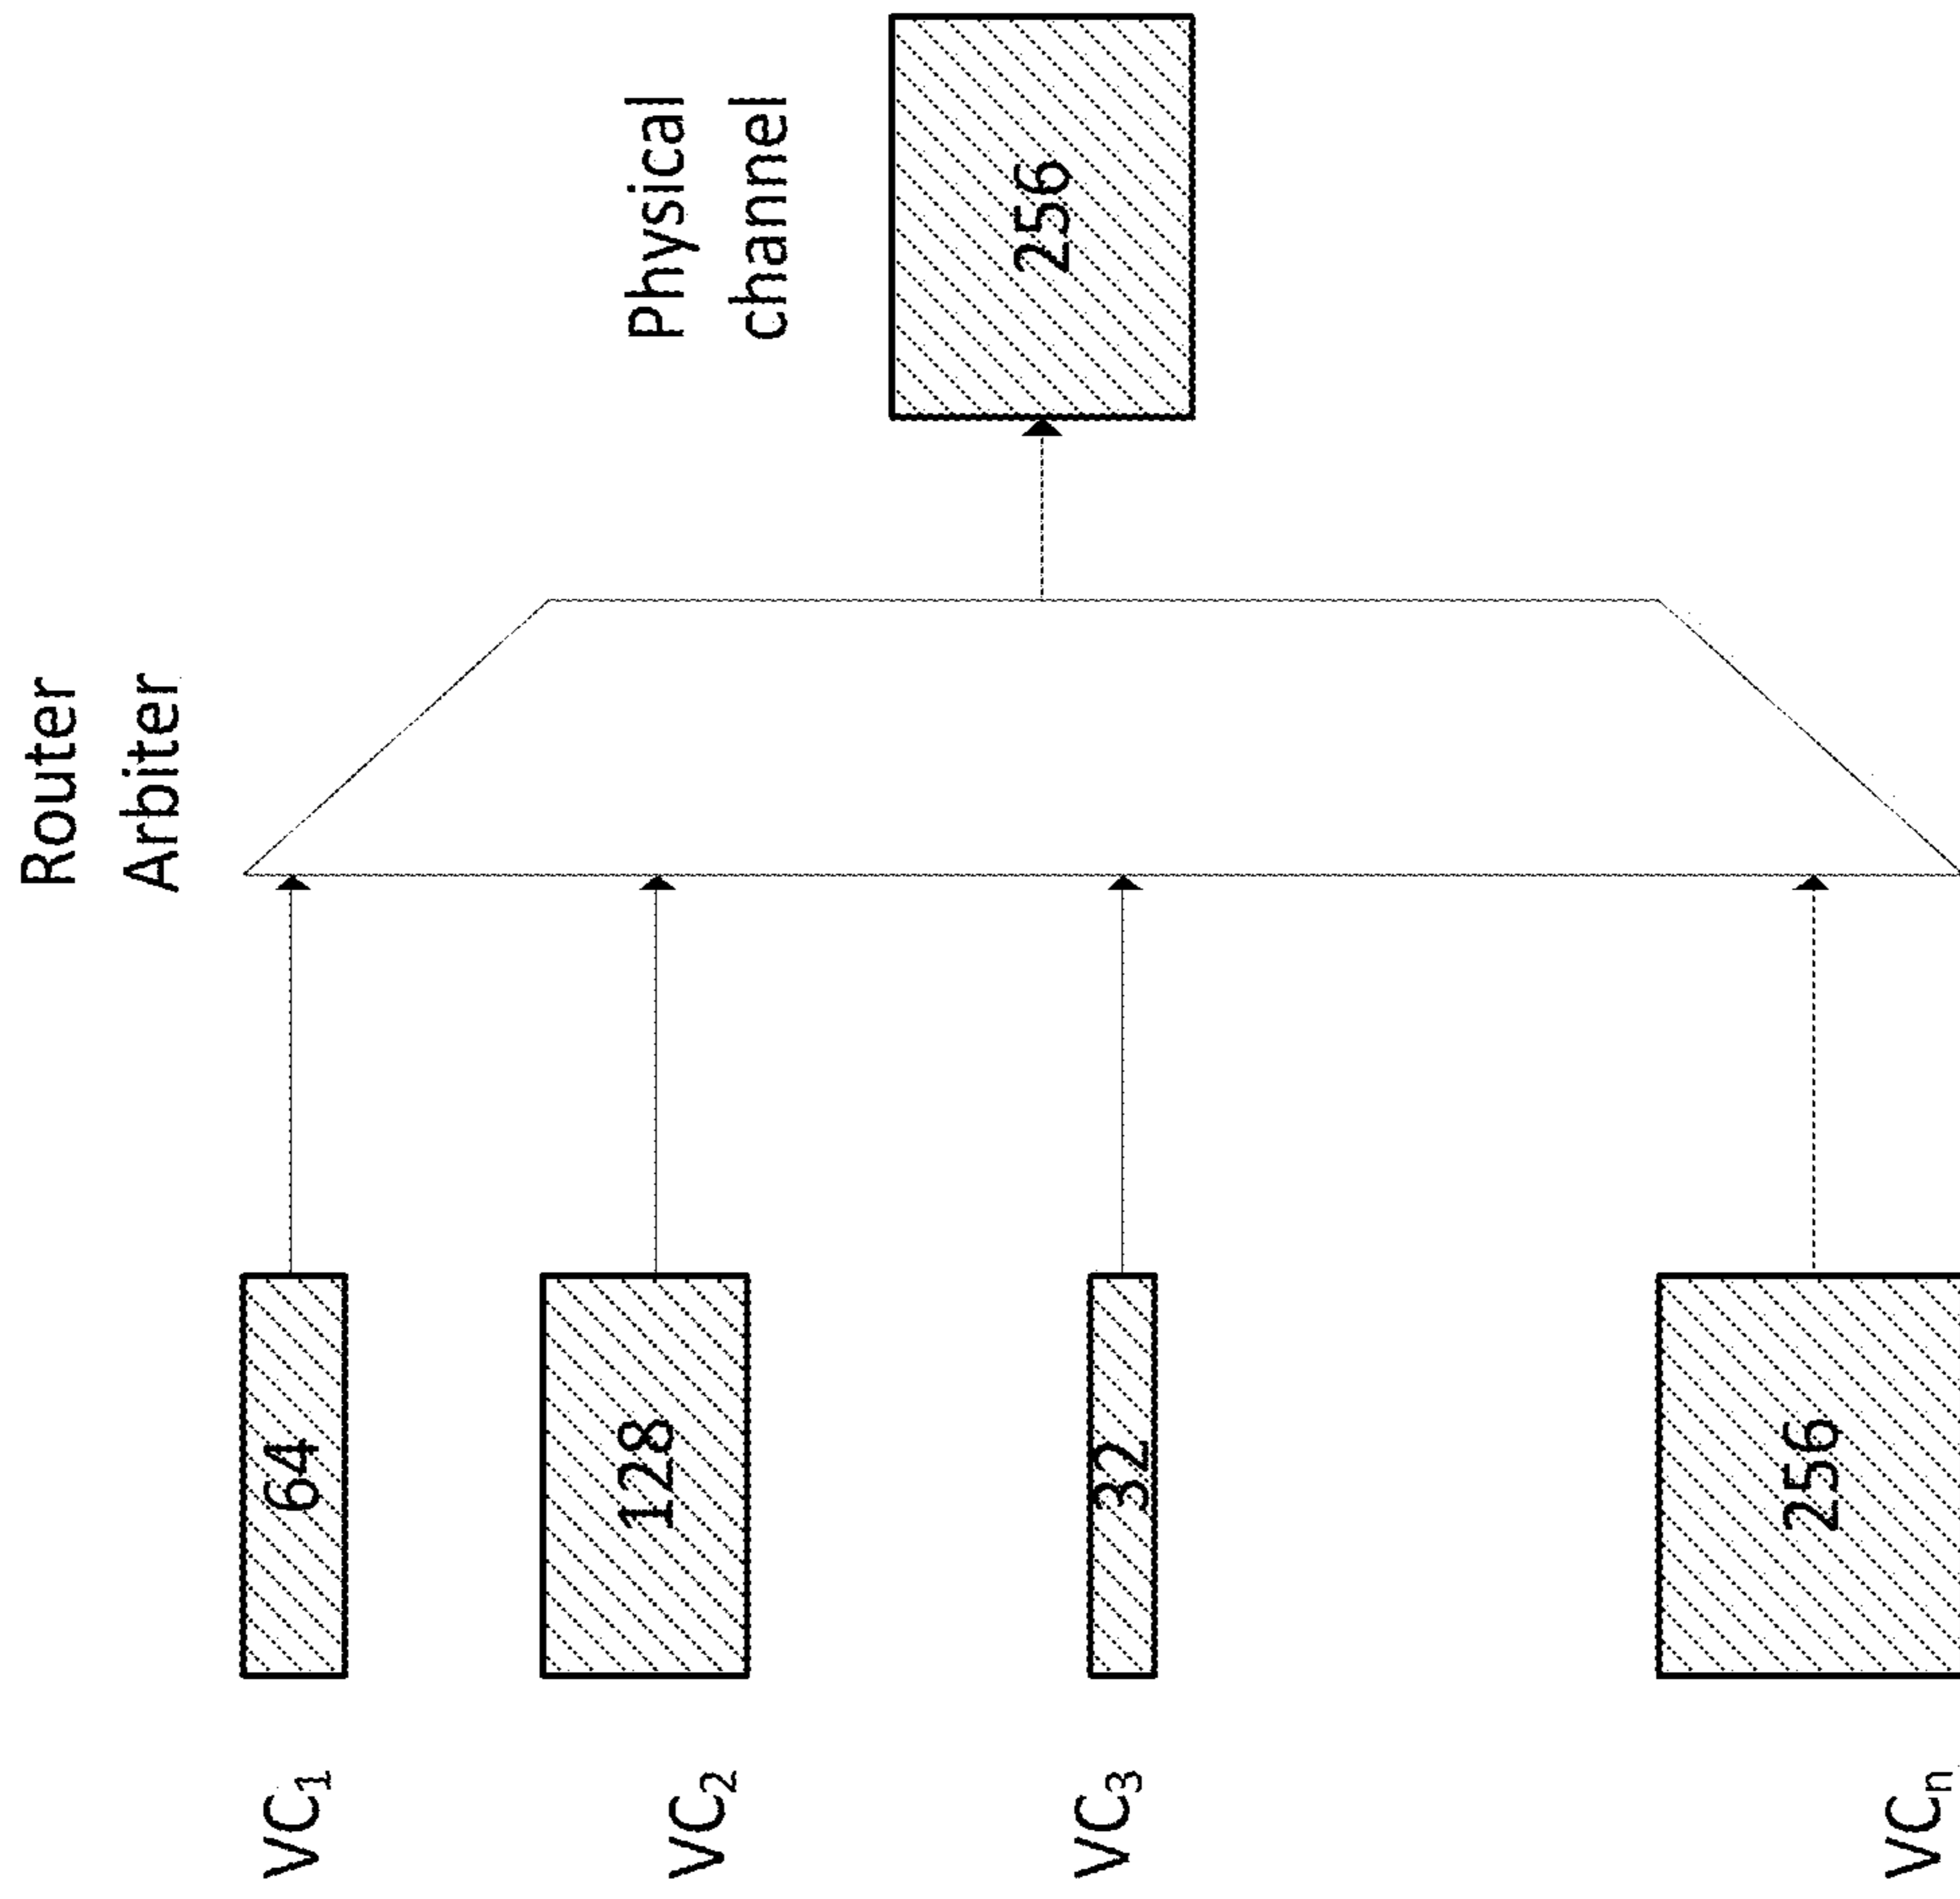 Router
Arbiter
Physical
channel
VC1
64
VC2
128
VC3
32
VCn
256
256